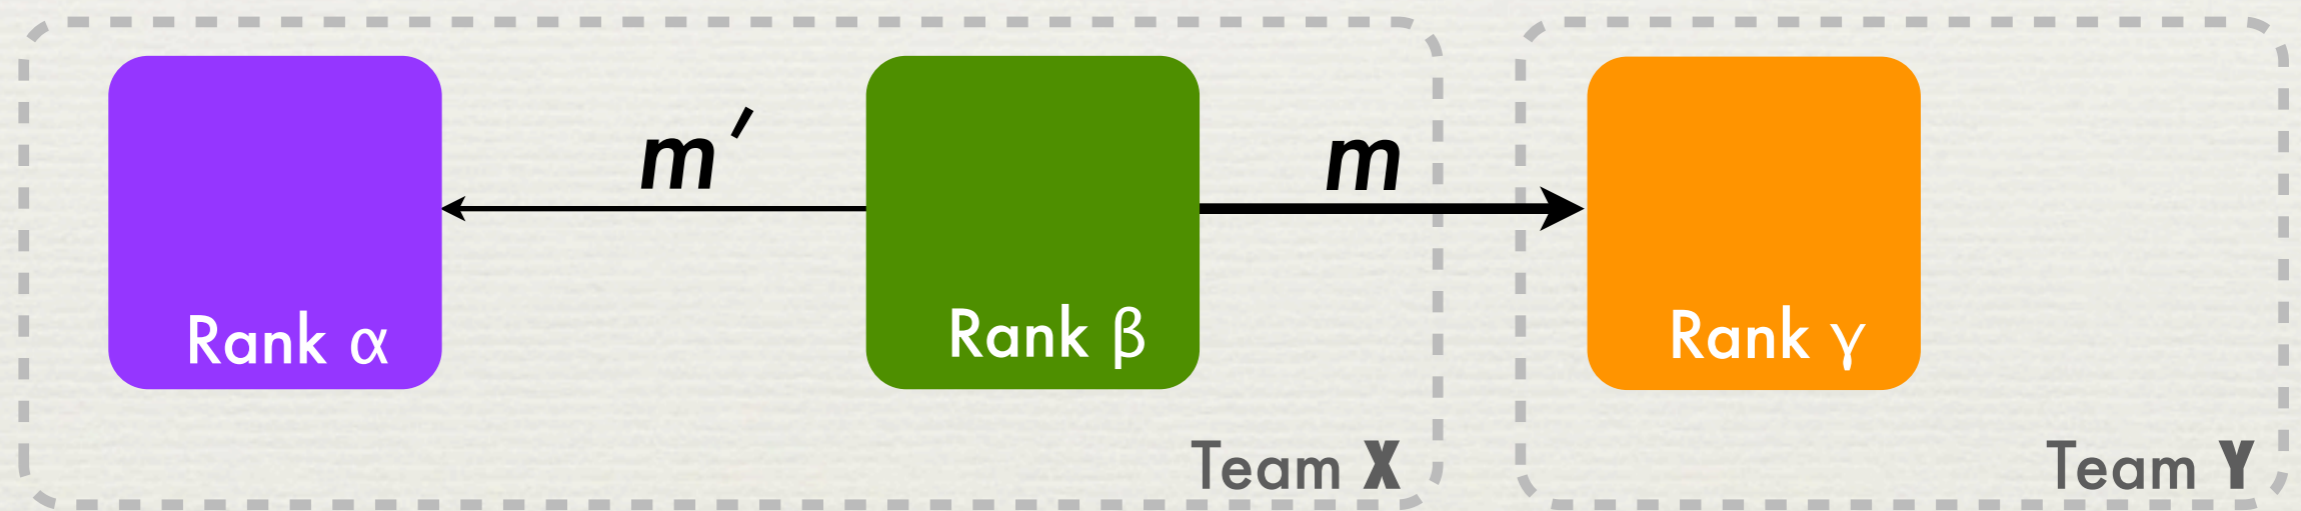 m′
m
Rank α
Rank β
Rank γ
Team X
Team Y